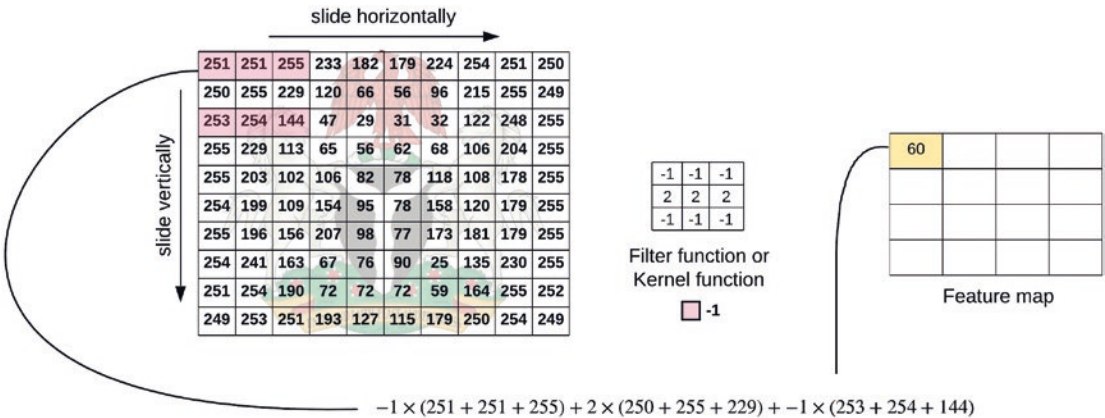 slide horizontally
slide vertically
251 251 255 233 182 179 224 254 251 250
250 255 229 120 66 56 96 215 255 249
253 254 144 47 29 31 32 122 248 255
255 229 113 65 56 62 68 106 204 255
255 203 102 106 82 78 118 108 178 255
254 199 109 154 95 78 158 120 179 255
255 196 156 207 98 77 173 181 179 255
254 241 163 67 76 90 25 135 230 255
251 254 190 72 72 72 59 164 255 252
249 253 251 193 127 115 179 250 254 249
-1 -1 -1
2 2 2
-1 -1 -1
Filter function or
Kernel function
-1
60
Feature map
−1 × (251 + 251 + 255) + 2 × (250 + 255 + 229) + −1 × (253 + 254 + 144)